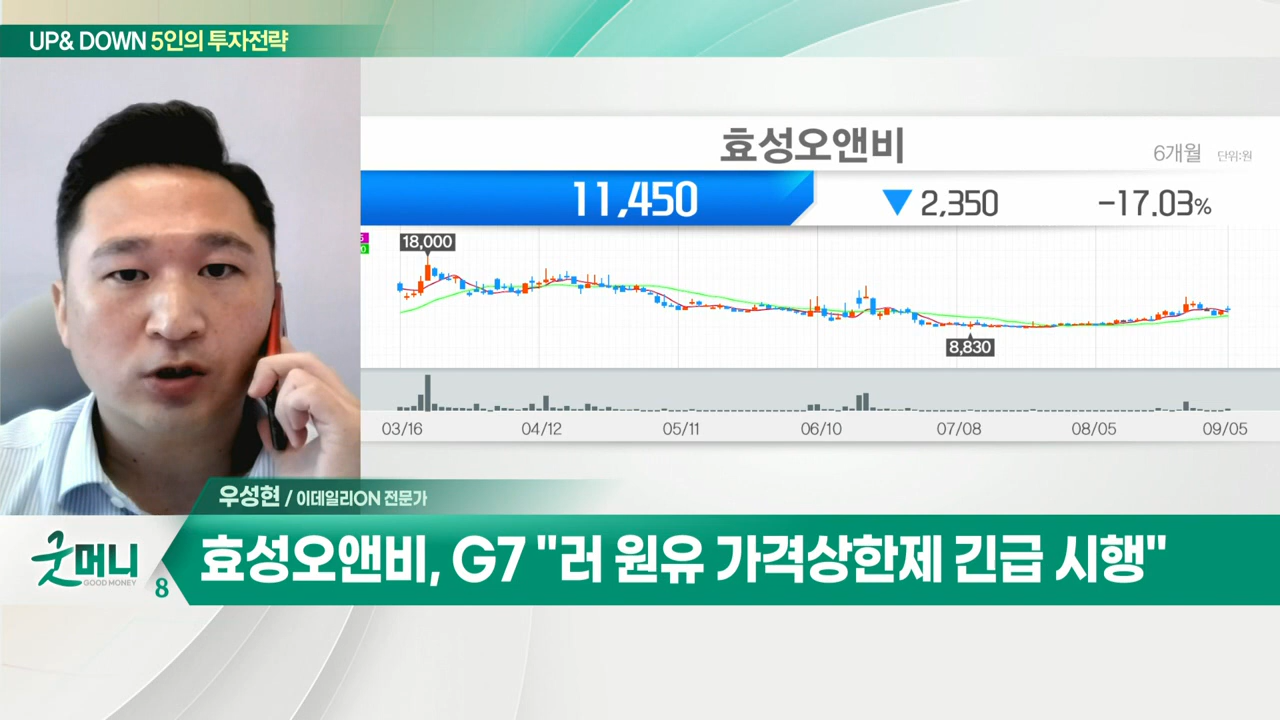 UP& DOWN 5인의 투자전략
효성오앤비
6개월 단위:원
11,450 ▼ 2,350 -17.03%
18,000
8,830
03/16 04/12 05/11 06/10 07/08 08/05 09/05
우성현 / 이데일리ON 전문가
굿머니
GOOD MONEY
8
효성오앤비, G7 "러 원유 가격상한제 긴급 시행"